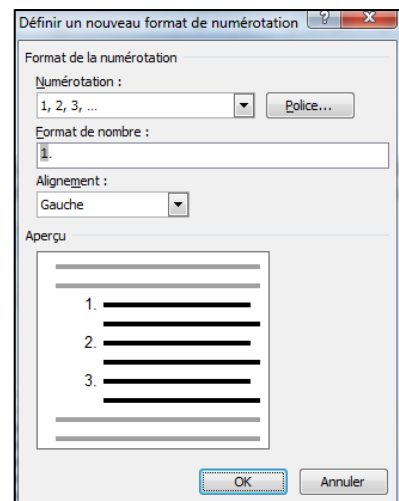 Définir un nouveau format de numérotation
Format de la numérotation
Numérotation :
1, 2, 3, ...
Police...
Format de nombre :
1.
Alignement :
Gauche
Aperçu
1.
2.
3.
OK Annuler